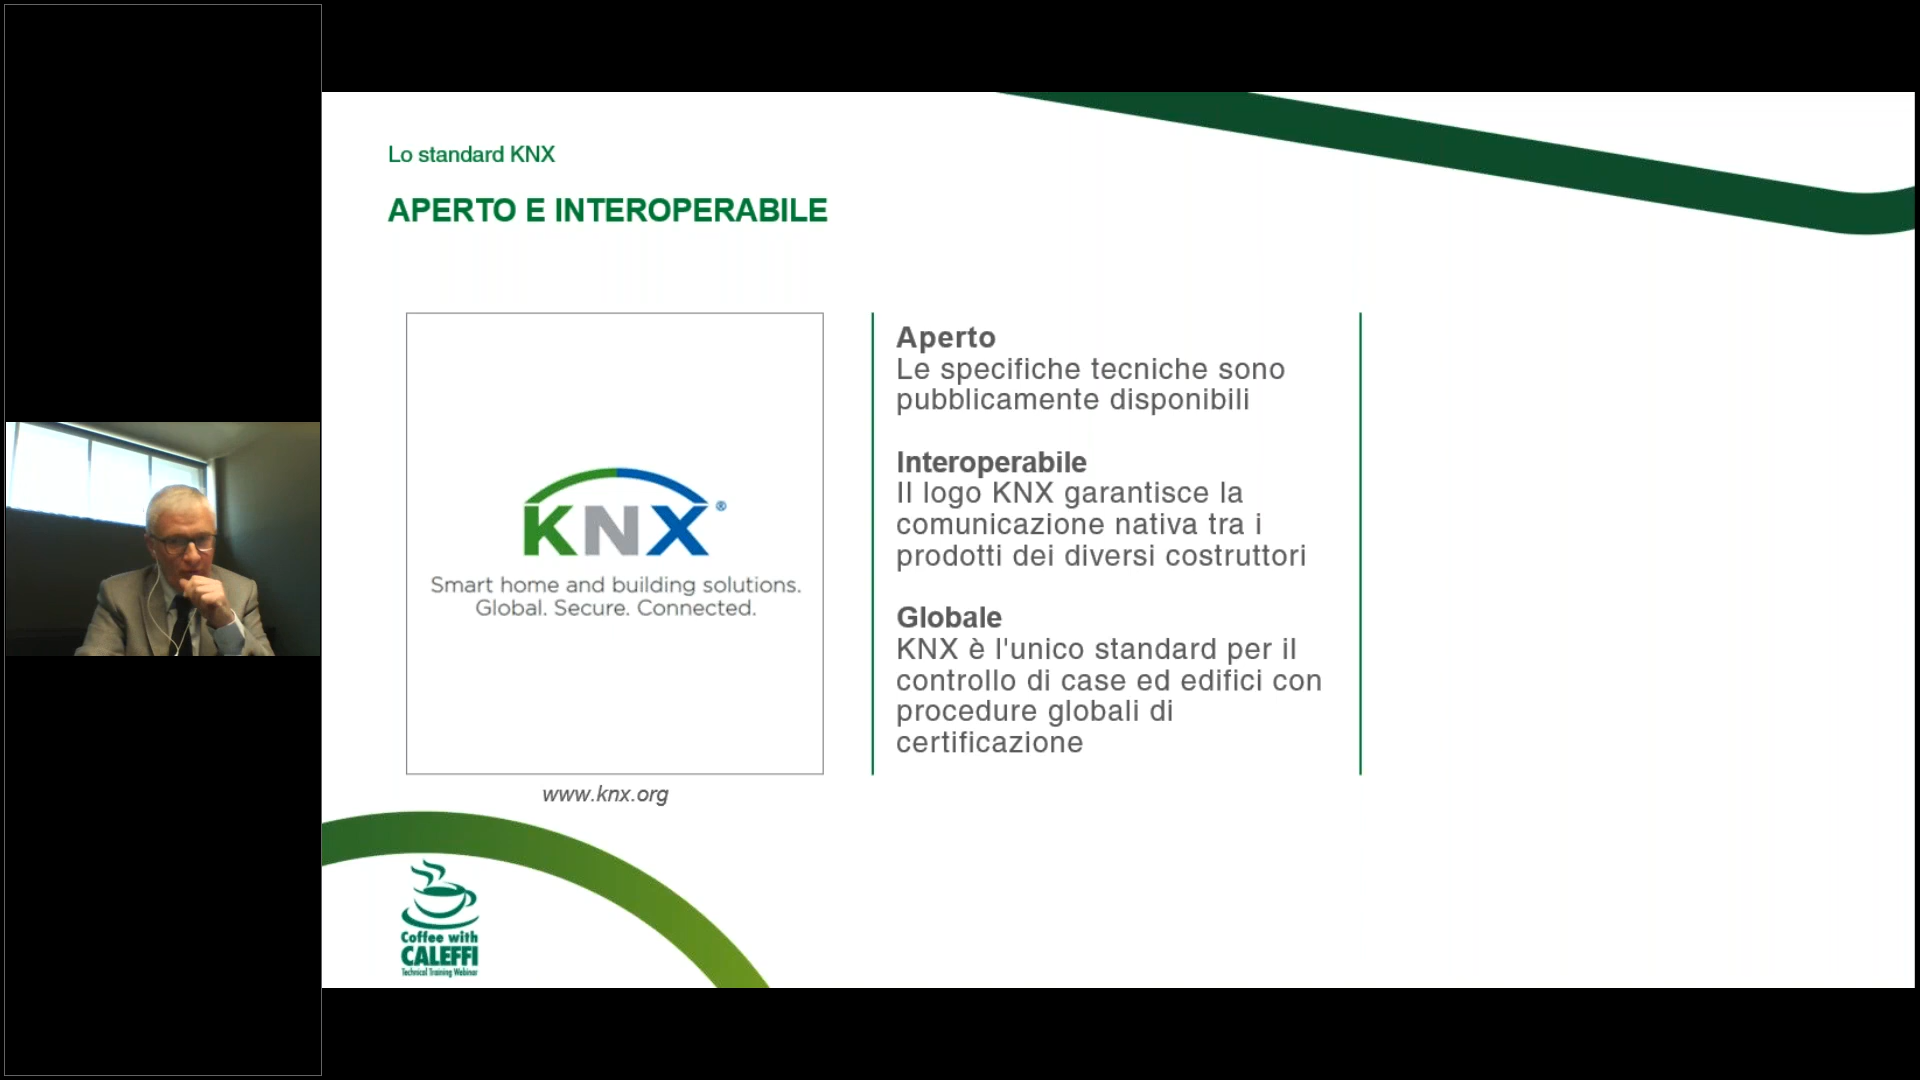 Lo standard KNX
APERTO E INTEROPERABILE
KNX®
Smart home and building solutions.
Global. Secure. Connected.
www.knx.org
Aperto
Le specifiche tecniche sono
pubblicamente disponibili
Interoperabile
Il logo KNX garantisce la
comunicazione nativa tra i
prodotti dei diversi costruttori
Globale
KNX è l'unico standard per il
controllo di case ed edifici con
procedure globali di
certificazione
Coffee with
CALEFFI
Technical Training Webinar